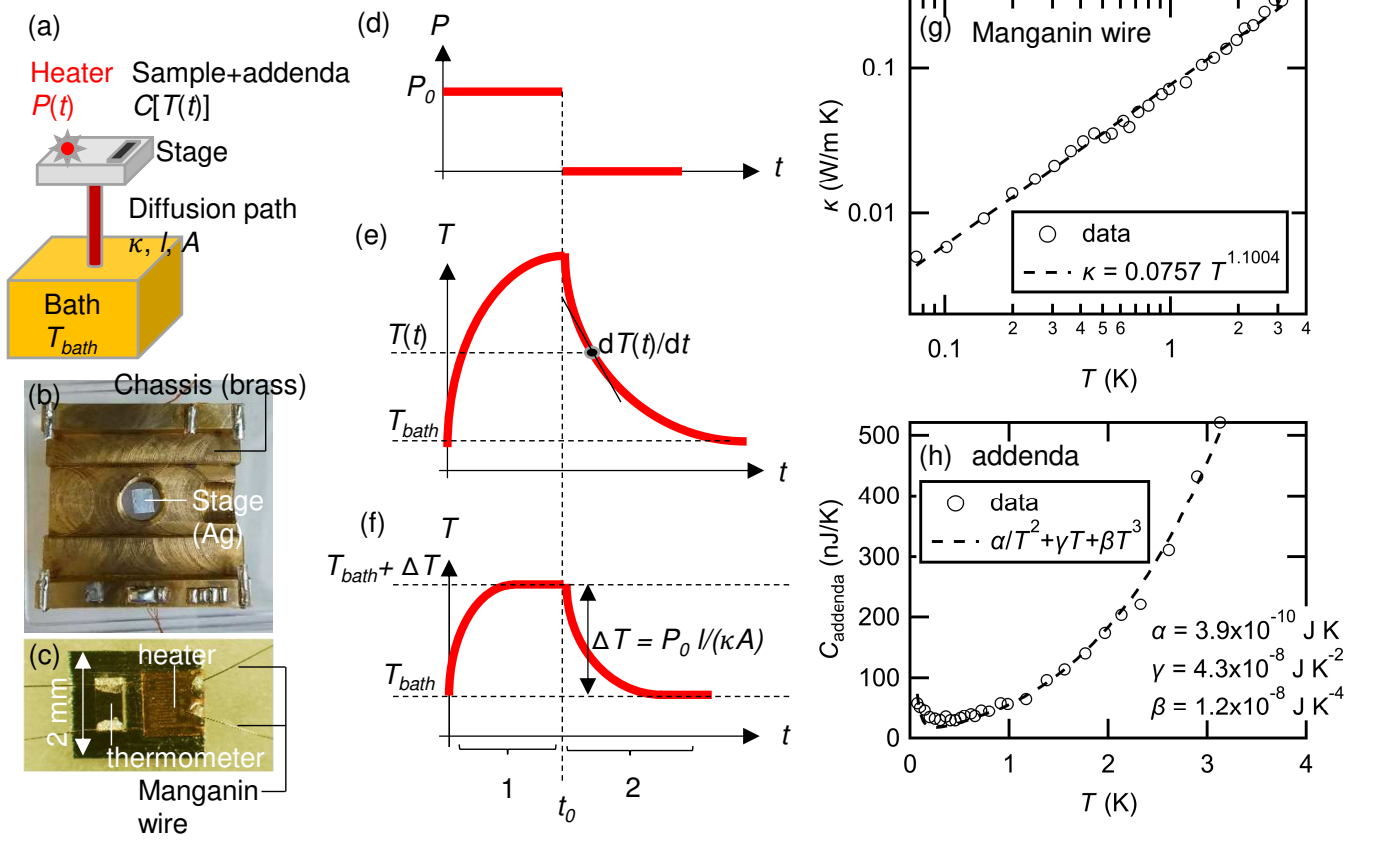 (a)
Heater
P(t)
Sample+addenda
C[T(t)]
Stage
Diffusion path
κ, l, A
Bath
T_bath
(b)
Chassis (brass)
Stage
(Ag)
(c)
heater
2 mm
thermometer
Manganin
wire
(d)
P
P_0
t
(e)
T
T(t)
dT(t)/dt
T_bath
t
(f)
T
T_bath + ΔT
ΔT = P_0 l/(κA)
T_bath
t
1
2
t_0
(g) Manganin wire
0.1
0.01
κ (W/m K)
data
κ = 0.0757 T^1.1004
2 3 4 5 6 2 3 4
0.1 1
T (K)
(h) addenda
500
400
300
200
100
0
C_addenda (nJ/K)
data
α/T^2+γT+βT^3
α = 3.9x10^-10 J K
γ = 4.3x10^-8 J K^-2
β = 1.2x10^-8 J K^-4
0 1 2 3 4
T (K)